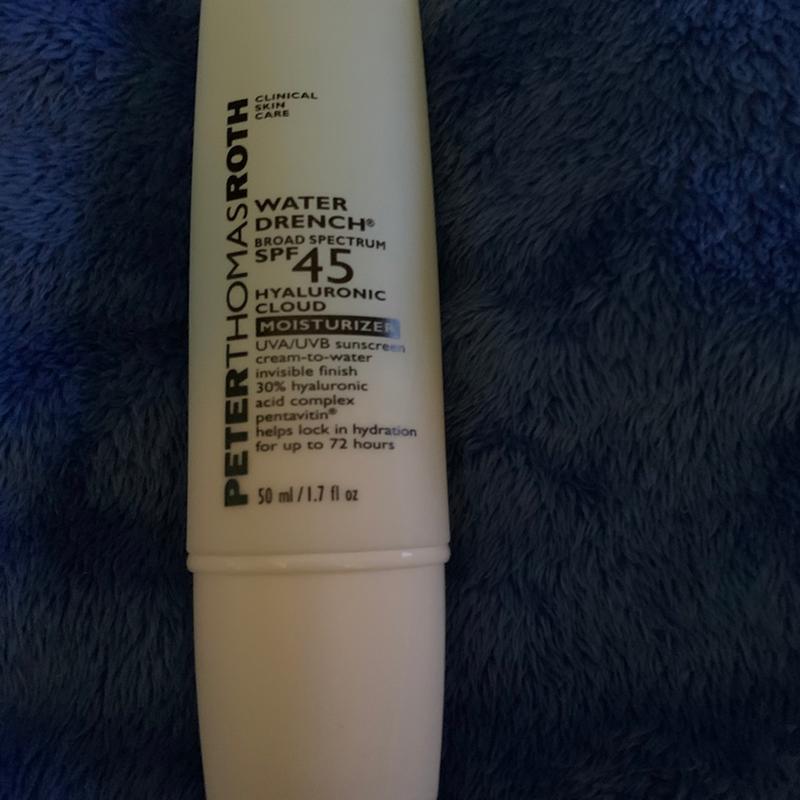 PETERTHOMASROTH
CLINICAL
SKIN
CARE
WATER
DRENCH®
BROAD SPECTRUM
SPF 45
HYALURONIC
CLOUD
MOISTURIZER
UVA/UVB sunscreen
cream-to-water
invisible finish
30% hyaluronic
acid complex
pentavitin®
helps lock in hydration
for up to 72 hours
50 ml / 1.7 fl oz